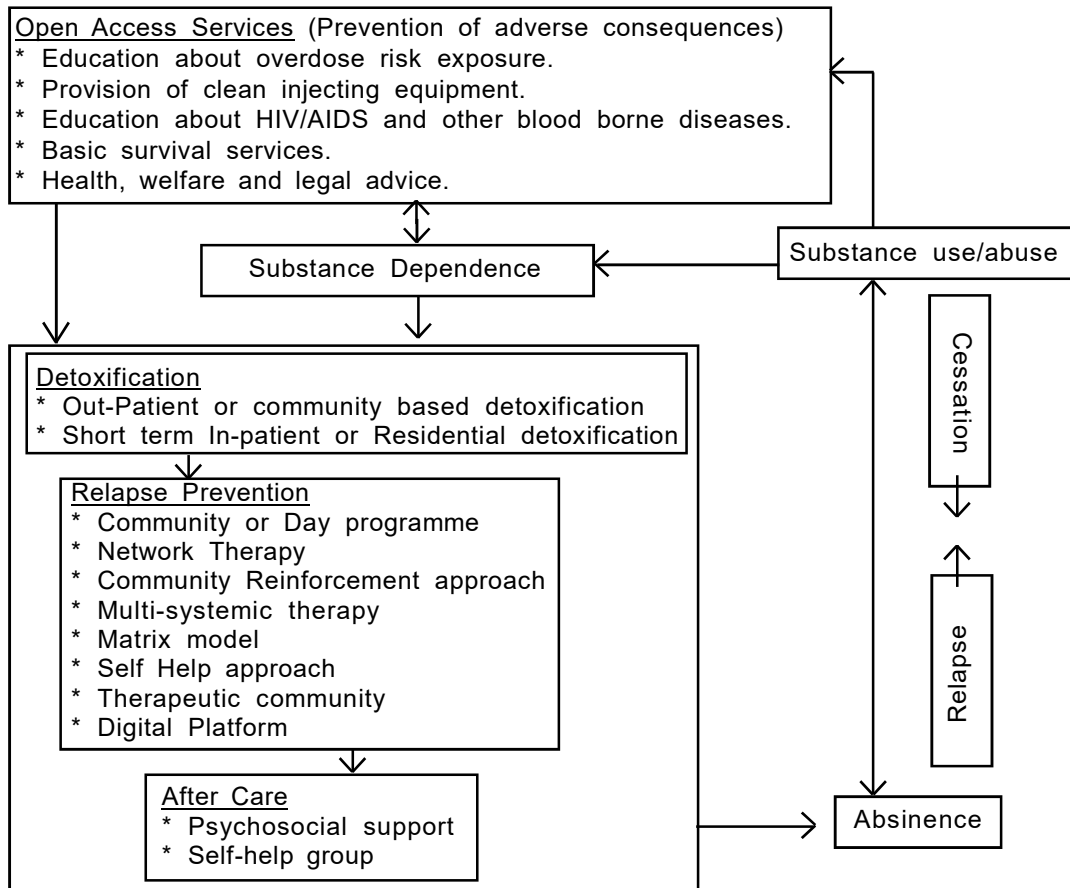 Open Access Services (Prevention of adverse consequences)
* Education about overdose risk exposure.
* Provision of clean injecting equipment.
* Education about HIV/AIDS and other blood borne diseases.
* Basic survival services.
* Health, welfare and legal advice.
Substance Dependence
Substance use/abuse
Cessation
Detoxification
* Out-Patient or community based detoxification
* Short term In-patient or Residential detoxification
Relapse Prevention
* Community or Day programme
* Network Therapy
* Community Reinforcement approach
* Multi-systemic therapy
* Matrix model
* Self Help approach
* Therapeutic community
* Digital Platform
Relapse
After Care
* Psychosocial support
* Self-help group
Absinence